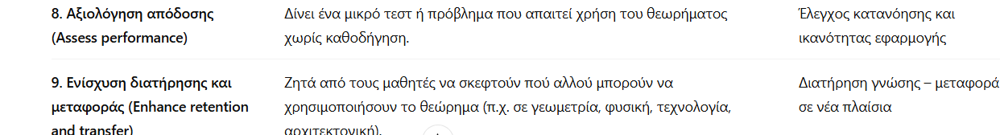 8. Αξιολόγηση απόδοσης
(Assess performance)
Δίνει ένα μικρό τεστ ή πρόβλημα που απαιτεί χρήση του θεωρήματος
χωρίς καθοδήγηση.
Έλεγχος κατανόησης και
ικανότητας εφαρμογής
9. Ενίσχυση διατήρησης και
μεταφοράς (Enhance retention
and transfer)
Ζητά από τους μαθητές να σκεφτούν πού αλλού μπορούν να
χρησιμοποιήσουν το θεώρημα (π.χ. σε γεωμετρία, φυσική, τεχνολογία,
αρχιτεκτονική).
Διατήρηση γνώσης – μεταφορά
σε νέα πλαίσια